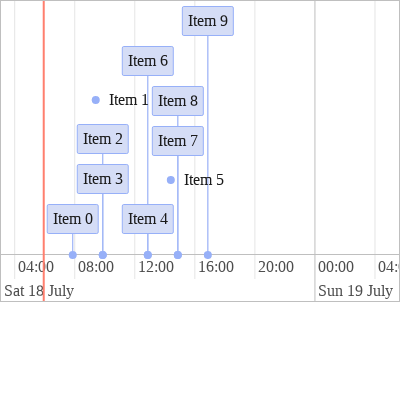 Item 9
Item 6
Item 1
Item 8
Item 2
Item 7
Item 3
Item 5
Item 0
Item 4
04:00
08:00
12:00
16:00
20:00
00:00
04:
Sat 18 July
Sun 19 July